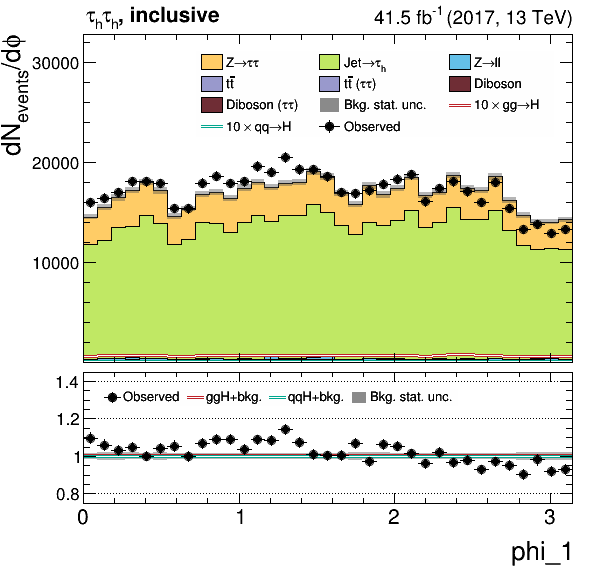 τhτh, inclusive
41.5 fb-1 (2017, 13 TeV)
dNevents/dϕ
30000
20000
10000
Z→ττ
Jet→τh
Z→ll
tt̄
tt̄ (ττ)
Diboson
Diboson (ττ)
Bkg. stat. unc.
10 × gg→H
10 × qq→H
Observed
1.4
1.2
1
0.8
Observed
ggH+bkg.
qqH+bkg.
Bkg. stat. unc.
0
1
2
3
phi_1